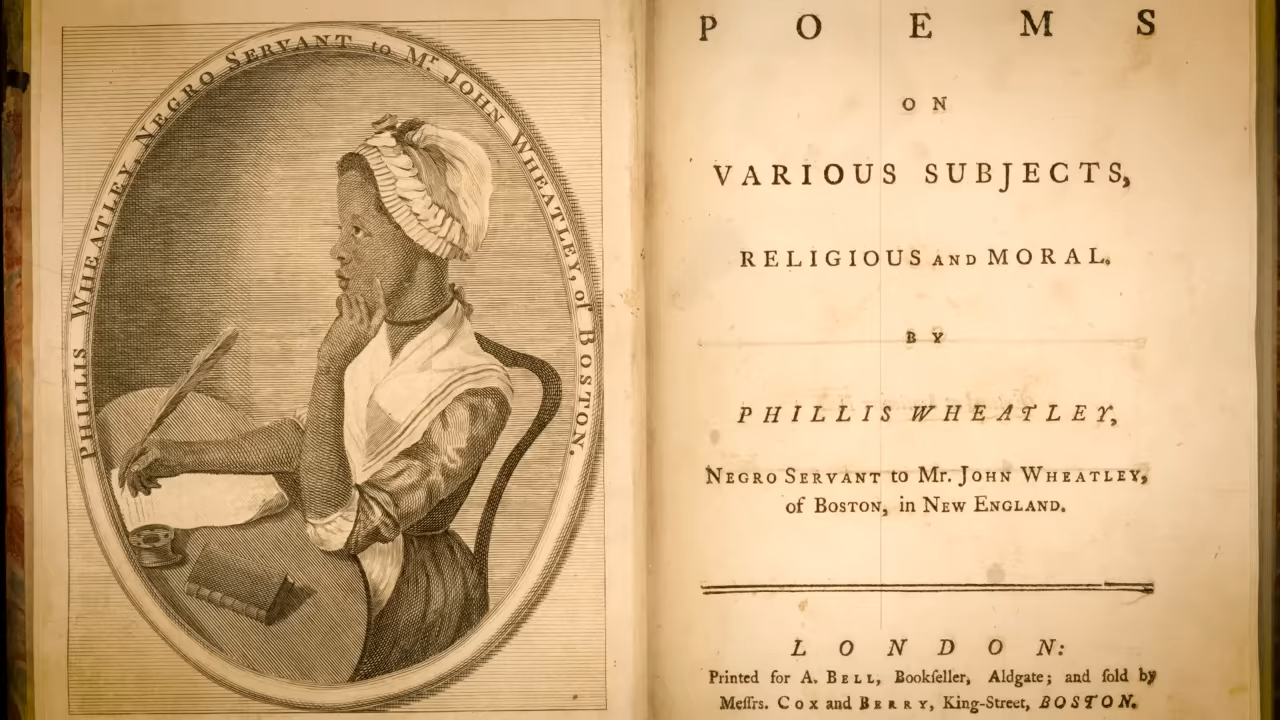 PHILLIS WHEATLEY, NEGRO SERVANT to Mr. JOHN WHEATLEY, of BOSTON.
POEMS
ON
VARIOUS SUBJECTS,
RELIGIOUS AND MORAL.
BY
PHILLIS WHEATLEY,
NEGRO SERVANT to Mr. JOHN WHEATLEY,
of BOSTON, in NEW ENGLAND.
LONDON:
Printed for A. BELL, Bookſeller, Aldgate; and ſold by
Meſſrs. COX and BERRY, King-Street, BOSTON.